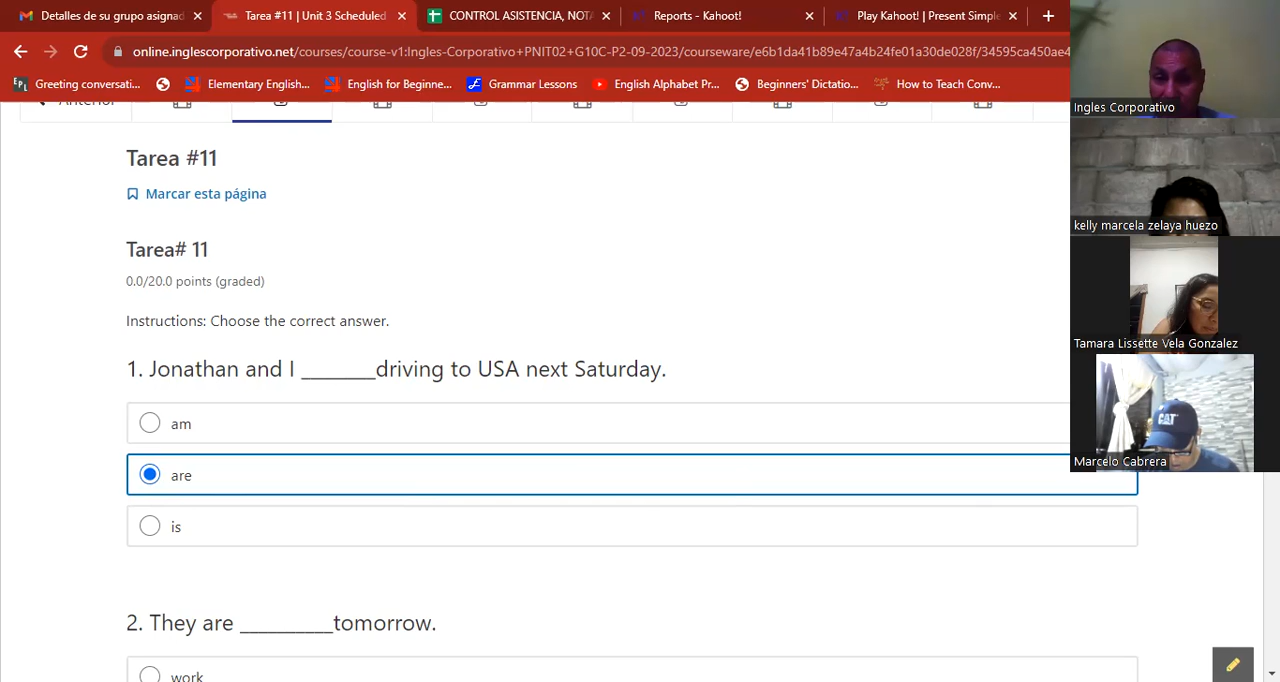 Detalles de su grupo asignad
Tarea #11 | Unit 3 Scheduled
CONTROL ASISTENCIA, NOTA
Reports - Kahoot!
Play Kahoot! | Present Simple
online.inglescorporativo.net/courses/course-v1:Ingles-Corporativo+PNIT02+G10C-P2-09-2023/courseware/e6b1da41b89e47a4b24fe01a30de028f/34595ca450ae4
EPL Greeting conversati...
Elementary English...
English for Beginne...
Grammar Lessons
English Alphabet Pr...
Beginners' Dictatio...
How to Teach Conv...
Anterior
Tarea #11
Marcar esta página
Tarea# 11
0.0/20.0 points (graded)
Instructions: Choose the correct answer.
1. Jonathan and I _______driving to USA next Saturday.
am
are
is
2. They are _________tomorrow.
work
Ingles Corporativo
kelly marcela zelaya huezo
Tamara Lissette Vela Gonzalez
CAT
Marcelo Cabrera